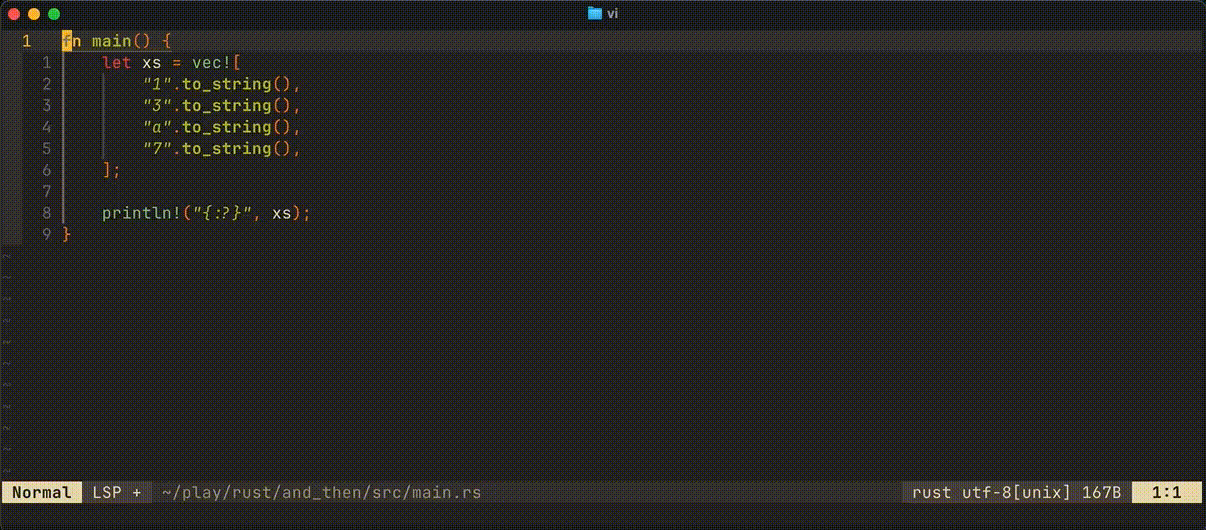 vi
1 fn main() {
1 let xs = vec![
2 "1".to_string(),
3 "3".to_string(),
4 "a".to_string(),
5 "7".to_string(),
6 ];
7
8 println!("{:?}", xs);
9 }
~
~
~
~
~
~
~
~
~
~
~
Normal LSP + ~/play/rust/and_then/src/main.rs rust utf-8[unix] 167B 1:1